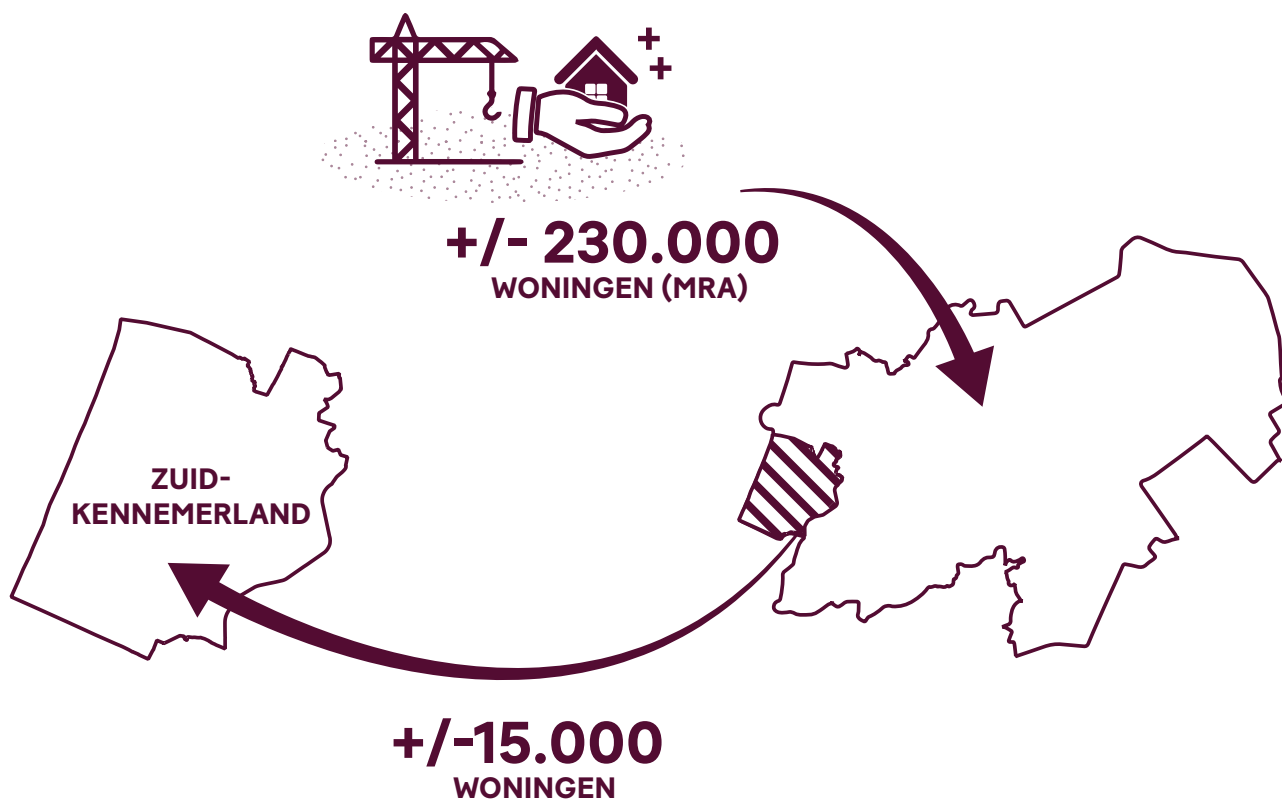 +/- 230.000
WONINGEN (MRA)
ZUID-
KENNEMERLAND
+/-15.000
WONINGEN